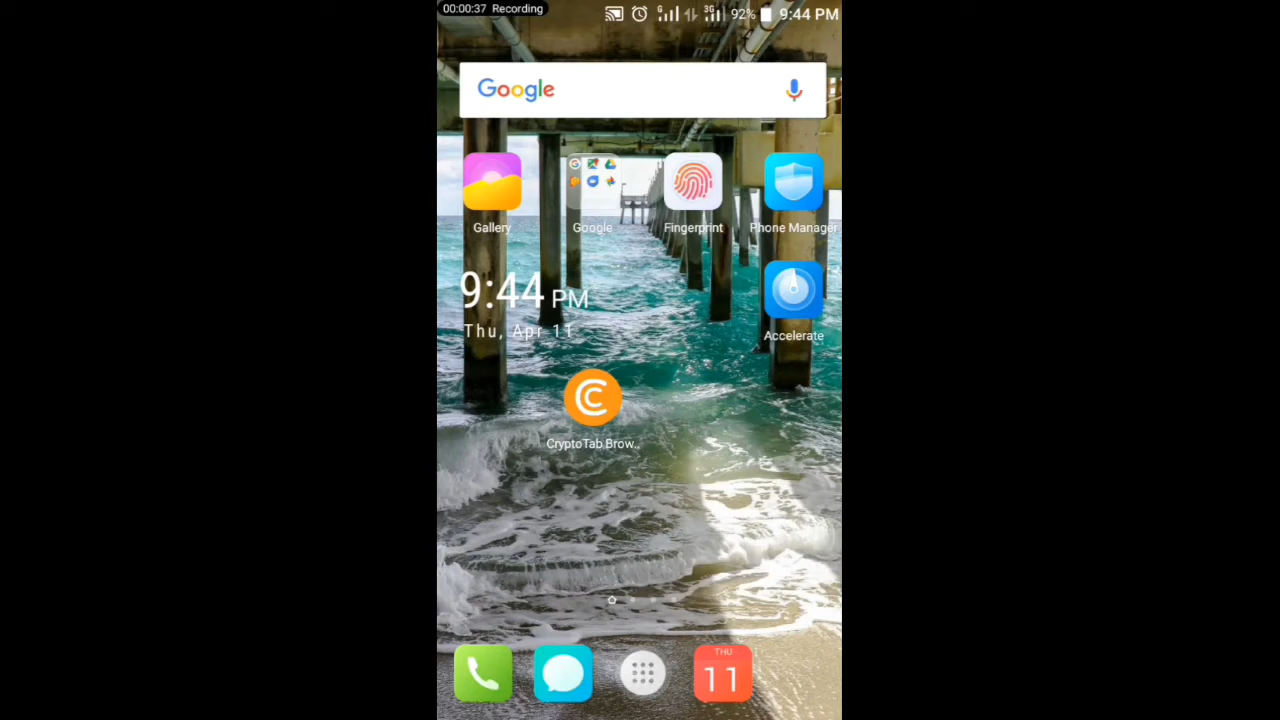 00:00:37 Recording
G 3G 92% 9:44 PM
Google
Gallery
Google
Fingerprint
Phone Manager
9:44 PM
Thu, Apr 11
Accelerate
CryptoTab Brow..
THU
11